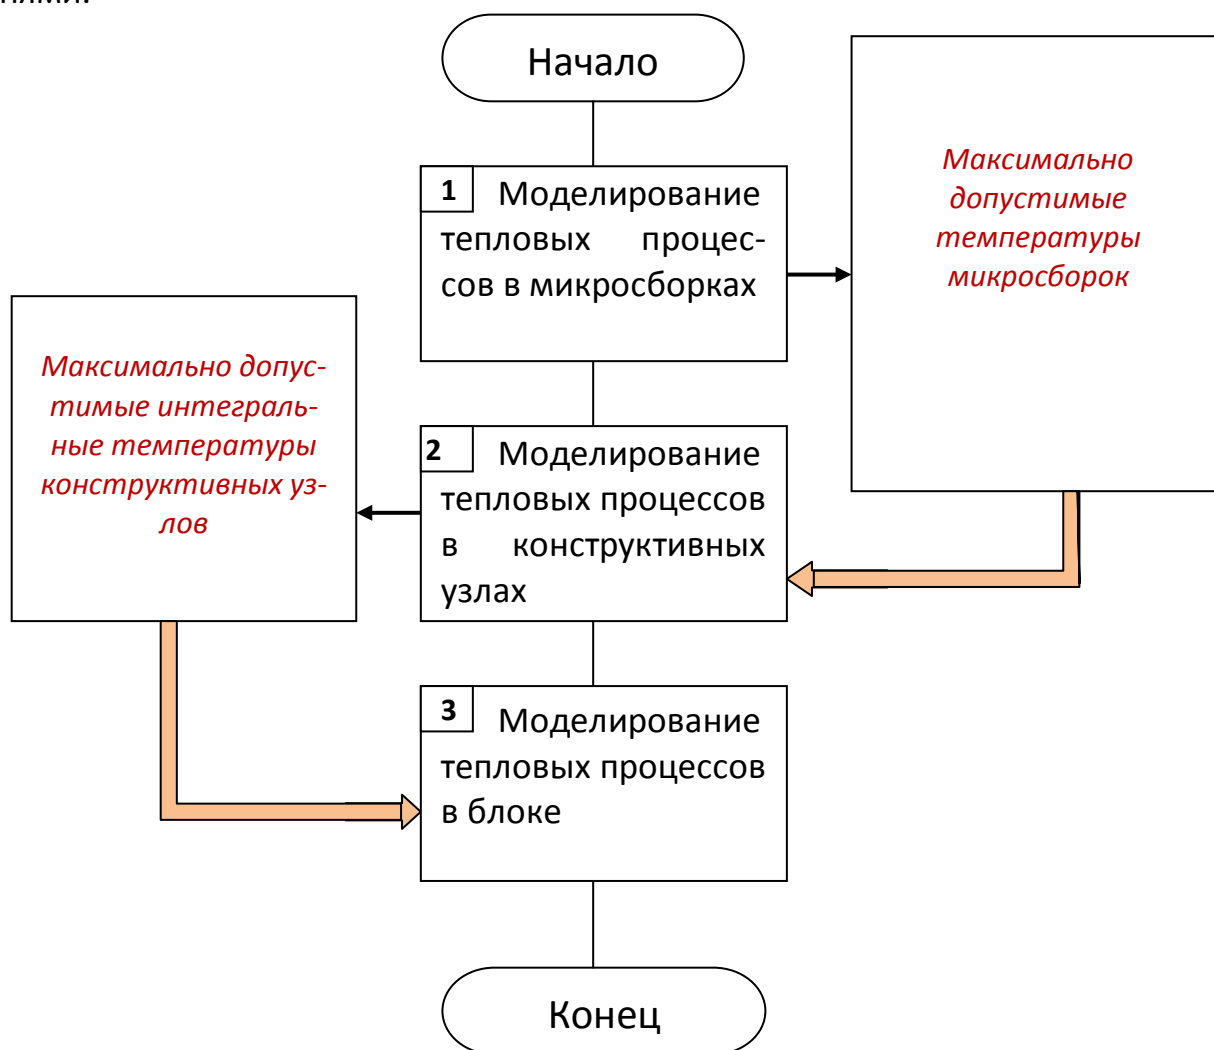 нями.
Начало
1 Моделирование
тепловых процес-
сов в микросборках
Максимально
допустимые
температуры
микросборок
Максимально допус-
тимые интеграль-
ные температуры
конструктивных уз-
лов
2 Моделирование
тепловых процессов
в конструктивных
узлах
3 Моделирование
тепловых процессов
в блоке
Конец